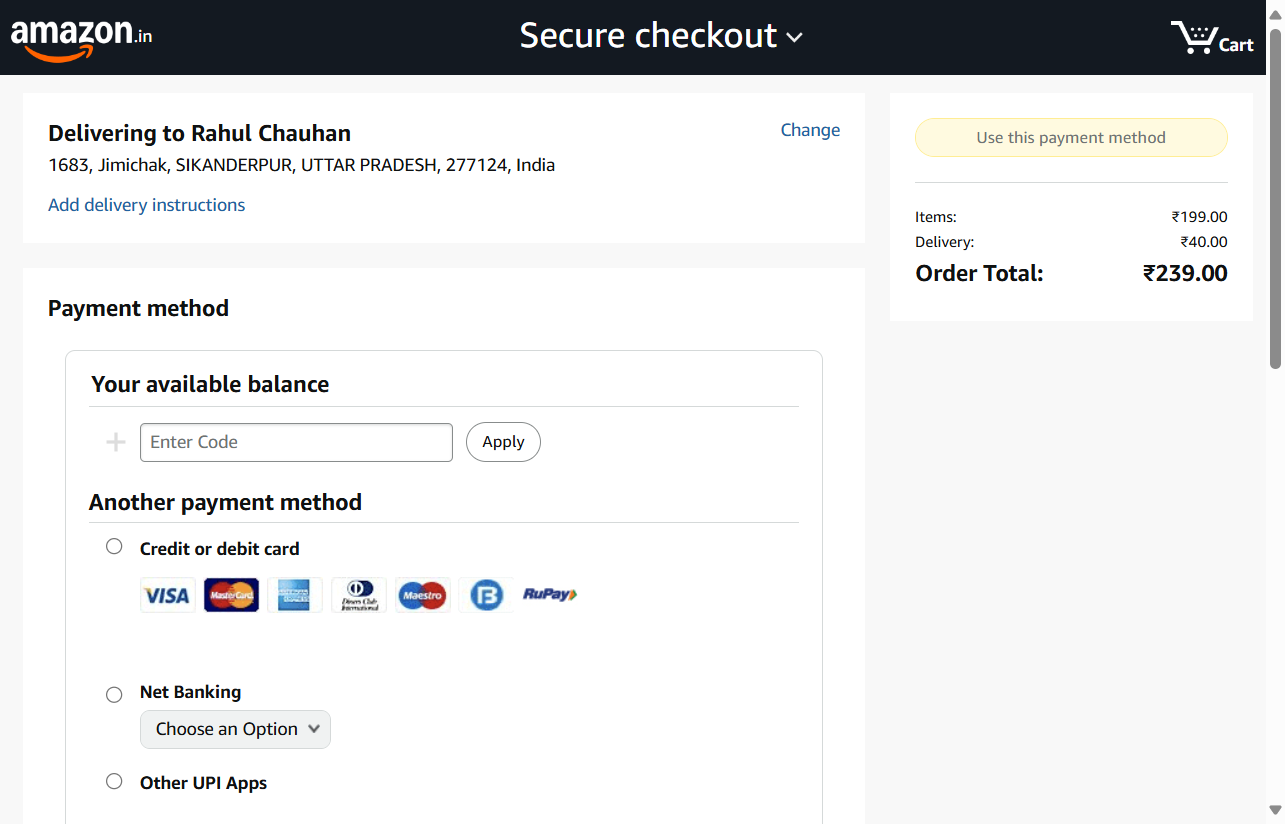 amazon.in
Secure checkout
Cart
Delivering to Rahul Chauhan
Change
1683, Jimichak, SIKANDERPUR, UTTAR PRADESH, 277124, India
Add delivery instructions
Use this payment method
Items: ₹199.00
Delivery: ₹40.00
Order Total: ₹239.00
Payment method
Your available balance
Enter Code
Apply
Another payment method
Credit or debit card
VISA MasterCard Diners Club International Maestro RuPay
Net Banking
Choose an Option
Other UPI Apps